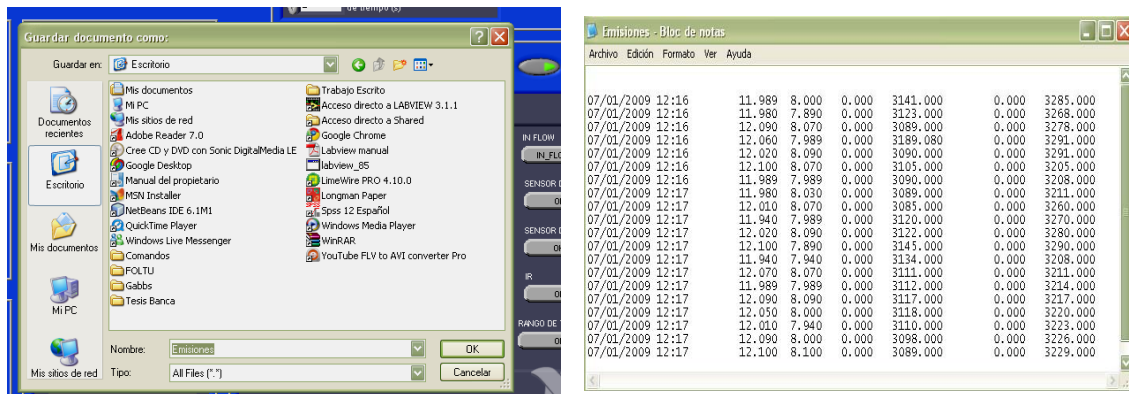 de tiempo (s)
Guardar documento como:
Guardar en: Escritorio
Documentos recientes
Escritorio
Mis documentos
Mi PC
Mis sitios de red
Mis documentos
Mi PC
Mis sitios de red
Adobe Reader 7.0
Cree CD y DVD con Sonic DigitalMedia LE
Google Desktop
Manual del propietario
MSN Installer
NetBeans IDE 6.1M1
QuickTime Player
Windows Live Messenger
Comandos
FOLTU
Gabbs
Tesis Banca
Trabajo Escrito
Acceso directo a LABVIEW 3.1.1
Acceso directo a Shared
Google Chrome
Labview manual
labview_85
LimeWire PRO 4.10.0
Longman Paper
Spss 12 Español
Windows Media Player
WinRAR
YouTube FLV to AVI converter Pro
Nombre: Emisiones OK
Tipo: All Files (*.*) Cancelar
IN FLOW
SENSOR
SENSOR
IR
RANGO DE
Emisiones - Bloc de notas
Archivo Edición Formato Ver Ayuda
07/01/2009 12:16 11.989 8.000 0.000 3141.000 0.000 3285.000
07/01/2009 12:16 11.980 7.890 0.000 3123.000 0.000 3268.000
07/01/2009 12:16 12.090 8.070 0.000 3089.000 0.000 3278.000
07/01/2009 12:16 12.060 7.989 0.000 3189.080 0.000 3291.000
07/01/2009 12:16 12.020 8.090 0.000 3090.000 0.000 3291.000
07/01/2009 12:16 12.100 8.070 0.000 3105.000 0.000 3205.000
07/01/2009 12:16 11.989 7.989 0.000 3090.000 0.000 3208.000
07/01/2009 12:17 11.980 8.030 0.000 3089.000 0.000 3211.000
07/01/2009 12:17 12.010 8.070 0.000 3085.000 0.000 3260.000
07/01/2009 12:17 11.940 7.989 0.000 3120.000 0.000 3270.000
07/01/2009 12:17 12.020 8.090 0.000 3122.000 0.000 3280.000
07/01/2009 12:17 12.100 7.890 0.000 3145.000 0.000 3290.000
07/01/2009 12:17 11.940 7.940 0.000 3134.000 0.000 3208.000
07/01/2009 12:17 12.070 8.070 0.000 3111.000 0.000 3211.000
07/01/2009 12:17 11.989 7.989 0.000 3112.000 0.000 3214.000
07/01/2009 12:17 12.090 8.090 0.000 3117.000 0.000 3217.000
07/01/2009 12:17 12.050 8.000 0.000 3118.000 0.000 3220.000
07/01/2009 12:17 12.010 7.940 0.000 3110.000 0.000 3223.000
07/01/2009 12:17 12.090 8.000 0.000 3098.000 0.000 3226.000
07/01/2009 12:17 12.100 8.100 0.000 3089.000 0.000 3229.000